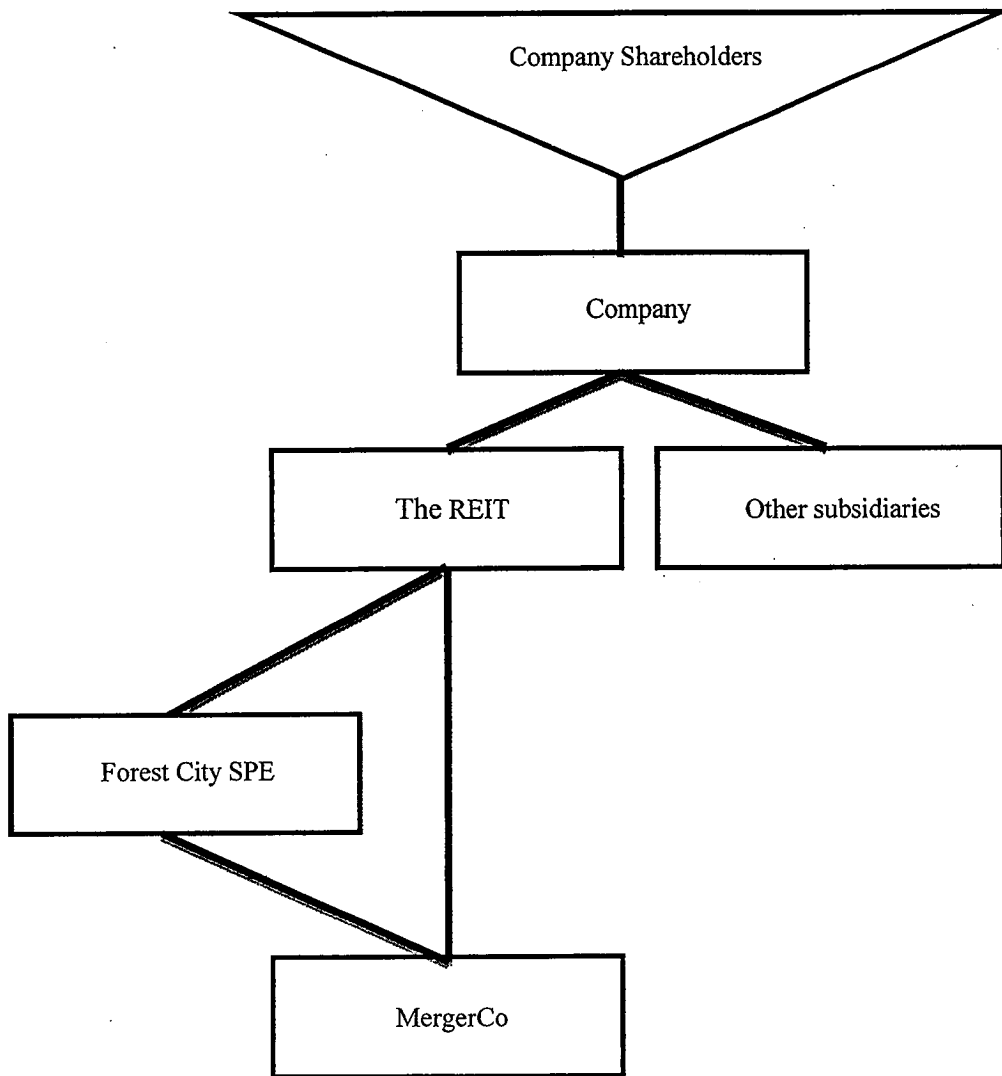 Company Shareholders
Company
The REIT
Other subsidiaries
Forest City SPE
MergerCo